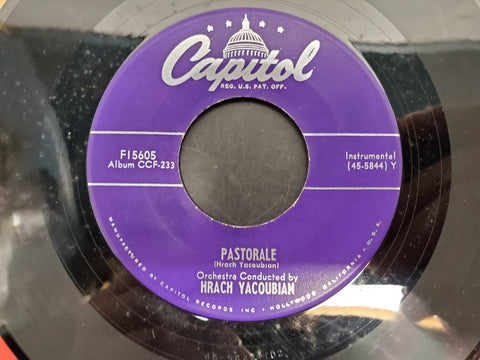 Capitol
REG. U.S. PAT. OFF.
F15605
Album CCF-233
Instrumental
(45-5844) Y
PASTORALE
(Hrach Yacoubian)
Orchestra Conducted by
HRACH YACOUBIAN
MANUFACTURED BY CAPITOL RECORDS INC • HOLLYWOOD CALIFORNIA • U.S.A.